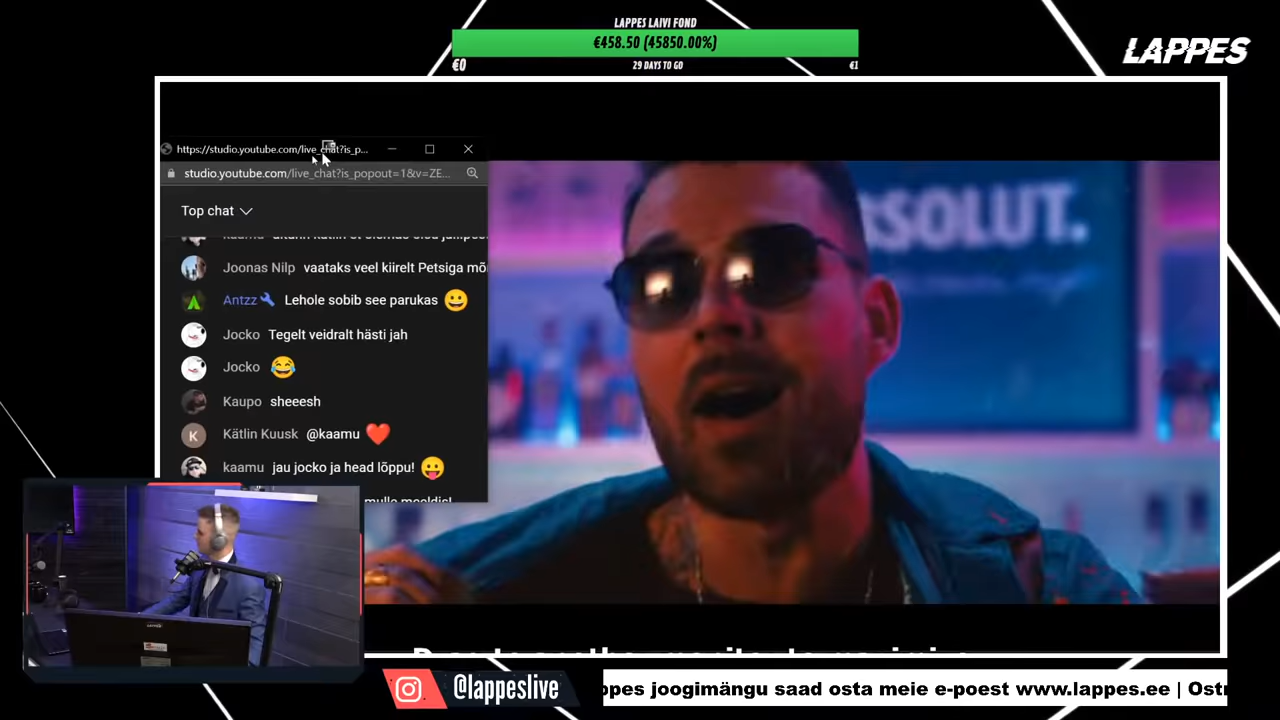 LAPPES LAIVI FOND
€458.50 (45850.00%)
€0
29 DAYS TO GO
€1
LAPPES
https://studio.youtube.com/live_chat?is_p...
studio.youtube.com/live_chat?is_popout=1&v=ZE...
Top chat
Joonas Nilp vaataks veel kiirelt Petsiga
Antzz Lehole sobib see parukas 😀
Jocko Tegelt veidralt hästi jah
Jocko 😂
Kaupo sheeesh
K
Kätlin Kuusk @kaamu ❤️
kaamu jau jocko ja head lõppu! 😛
mulle meeldis!
SOLUT.
@lappeslive
ppes joogimängu saad osta meie e-poest www.lappes.ee | Ostr